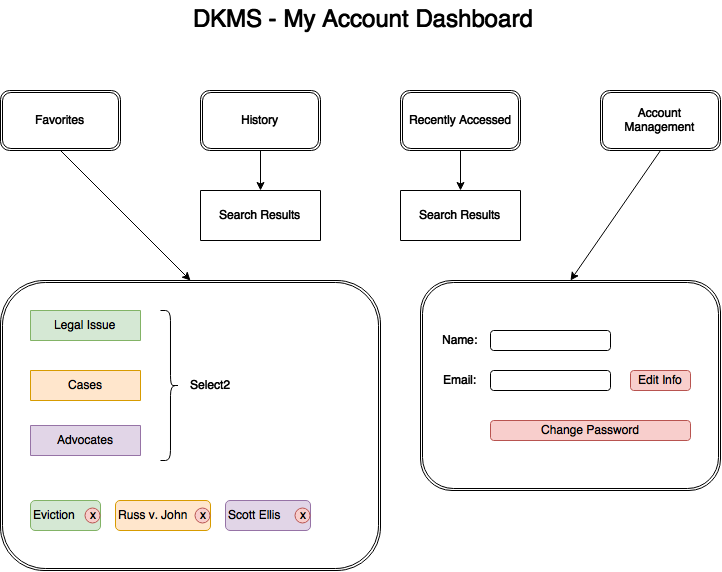 DKMS - My Account Dashboard
Favorites
History
Recently Accessed
Account
Management
Search Results
Search Results
Legal Issue
Cases
Advocates
Select2
Eviction x
Russ v. John x
Scott Ellis x
Name:
Email:
Edit Info
Change Password